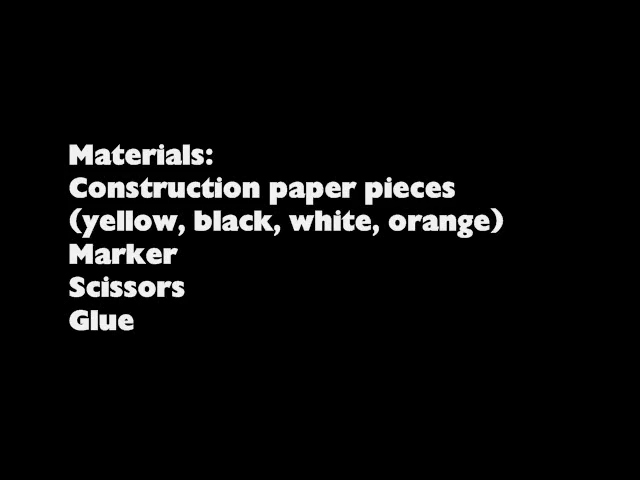 Materials:
Construction paper pieces
(yellow, black, white, orange)
Marker
Scissors
Glue